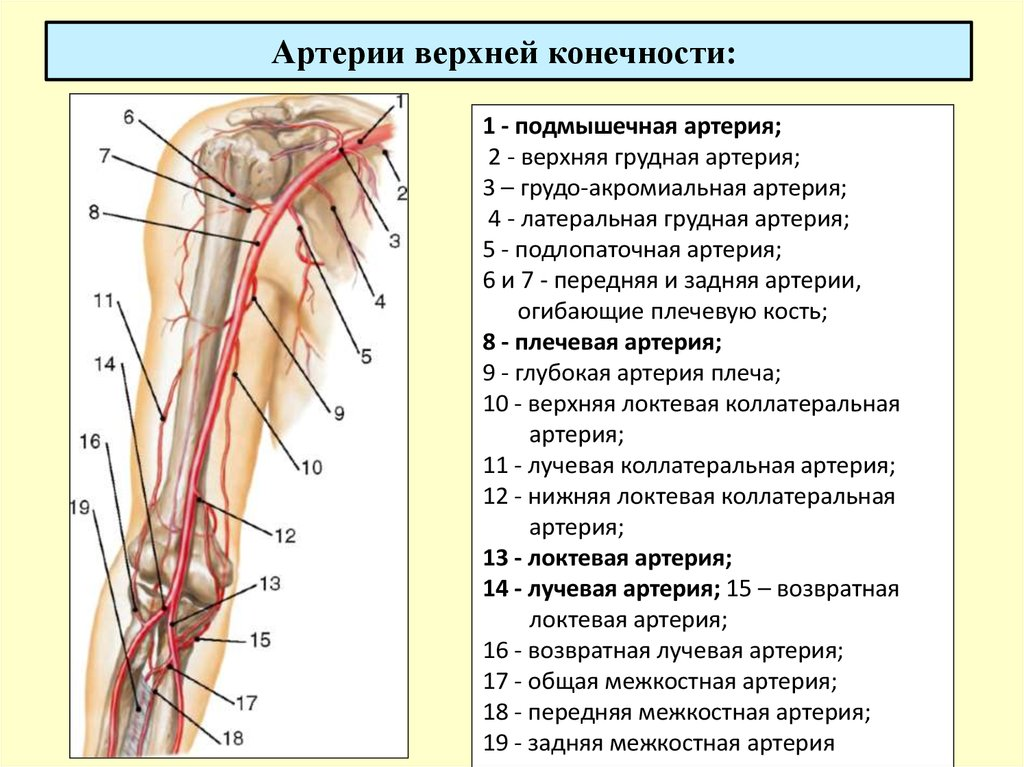 Артерии верхней конечности:
1
6
7
2
8
3
11
4
14
5
9
16
10
19
12
13
15
17
18
1 - подмышечная артерия;
2 - верхняя грудная артерия;
3 – грудо-акромиальная артерия;
4 - латеральная грудная артерия;
5 - подлопаточная артерия;
6 и 7 - передняя и задняя артерии,
огибающие плечевую кость;
8 - плечевая артерия;
9 - глубокая артерия плеча;
10 - верхняя локтевая коллатеральная
артерия;
11 - лучевая коллатеральная артерия;
12 - нижняя локтевая коллатеральная
артерия;
13 - локтевая артерия;
14 - лучевая артерия; 15 – возвратная
локтевая артерия;
16 - возвратная лучевая артерия;
17 - общая межкостная артерия;
18 - передняя межкостная артерия;
19 - задняя межкостная артерия